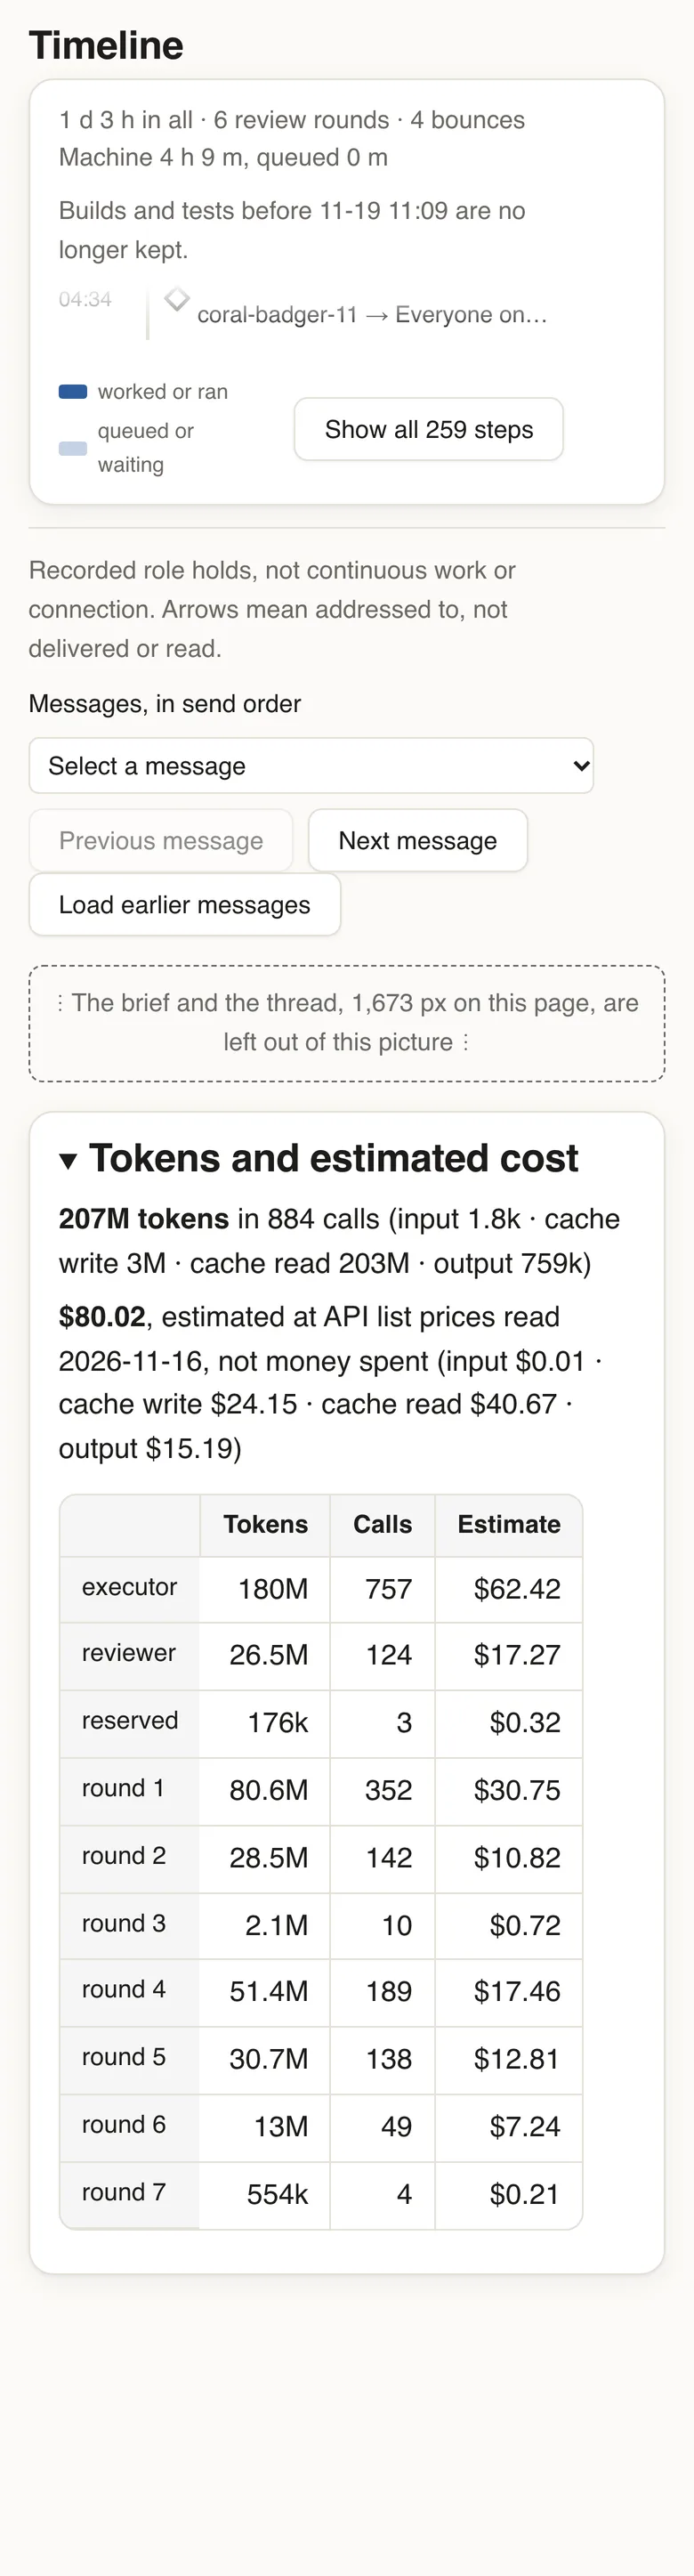 Timeline
1 d 3 h in all · 6 review rounds · 4 bounces
Machine 4 h 9 m, queued 0 m
Builds and tests before 11-19 11:09 are no
longer kept.
04:34
coral-badger-11 → Everyone on…
worked or ran
queued or
waiting
Show all 259 steps
Recorded role holds, not continuous work or
connection. Arrows mean addressed to, not
delivered or read.
Messages, in send order
Select a message
Previous message Next message
Load earlier messages
⋮ The brief and the thread, 1,673 px on this page, are
left out of this picture ⋮
▼ Tokens and estimated cost
207M tokens in 884 calls (input 1.8k · cache
write 3M · cache read 203M · output 759k)
$80.02, estimated at API list prices read
2026-11-16, not money spent (input $0.01 ·
cache write $24.15 · cache read $40.67 ·
output $15.19)
Tokens Calls Estimate
executor 180M 757 $62.42
reviewer 26.5M 124 $17.27
reserved 176k 3 $0.32
round 1 80.6M 352 $30.75
round 2 28.5M 142 $10.82
round 3 2.1M 10 $0.72
round 4 51.4M 189 $17.46
round 5 30.7M 138 $12.81
round 6 13M 49 $7.24
round 7 554k 4 $0.21